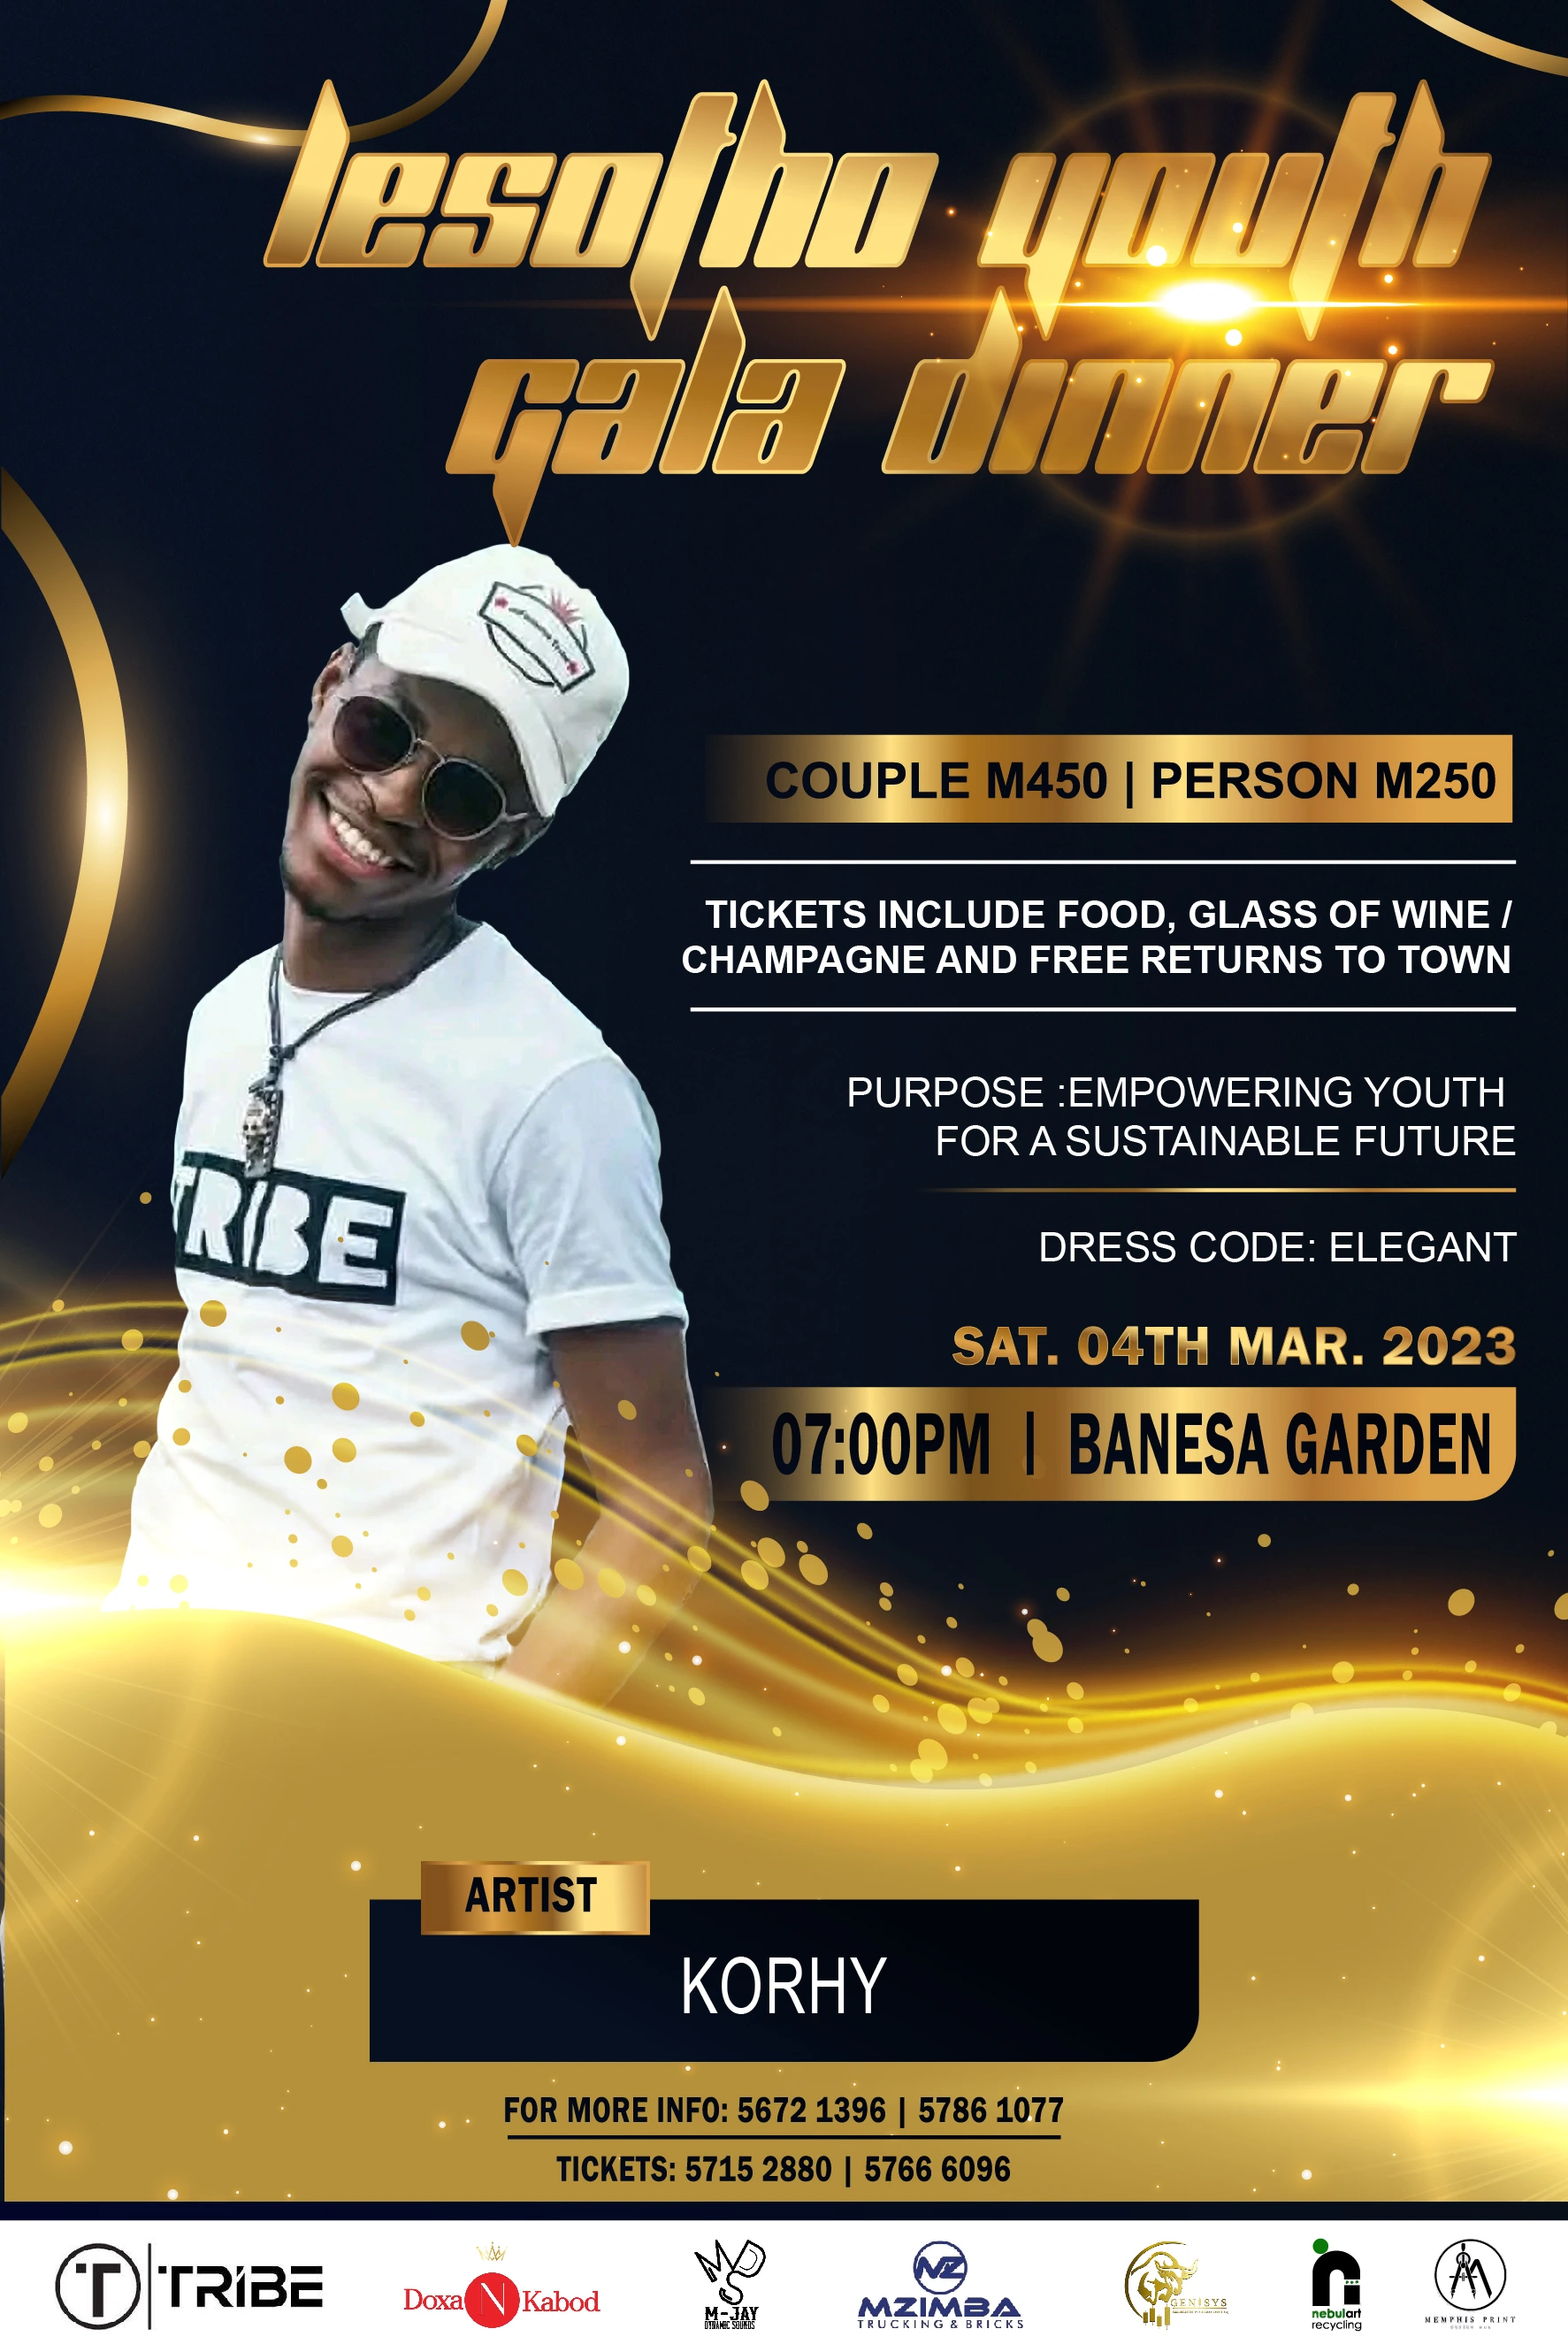 lesotho youth
gala dinner
COUPLE M450 | PERSON M250
TICKETS INCLUDE FOOD, GLASS OF WINE /
CHAMPAGNE AND FREE RETURNS TO TOWN
PURPOSE :EMPOWERING YOUTH
FOR A SUSTAINABLE FUTURE
DRESS CODE: ELEGANT
SAT. 04TH MAR. 2023
07:00PM | BANESA GARDEN
TRIBE
ARTIST
KORHY
FOR MORE INFO: 5672 1396 | 5786 1077
TICKETS: 5715 2880 | 5766 6096
T | TRIBE
Doxa N Kabod
M-JAY
DYNAMIC SOUNDS
MZ
MZIMBA
TRUCKING & BRICKS
GENISYS
n
nebulart
recycling
MEMPHIS PRINT